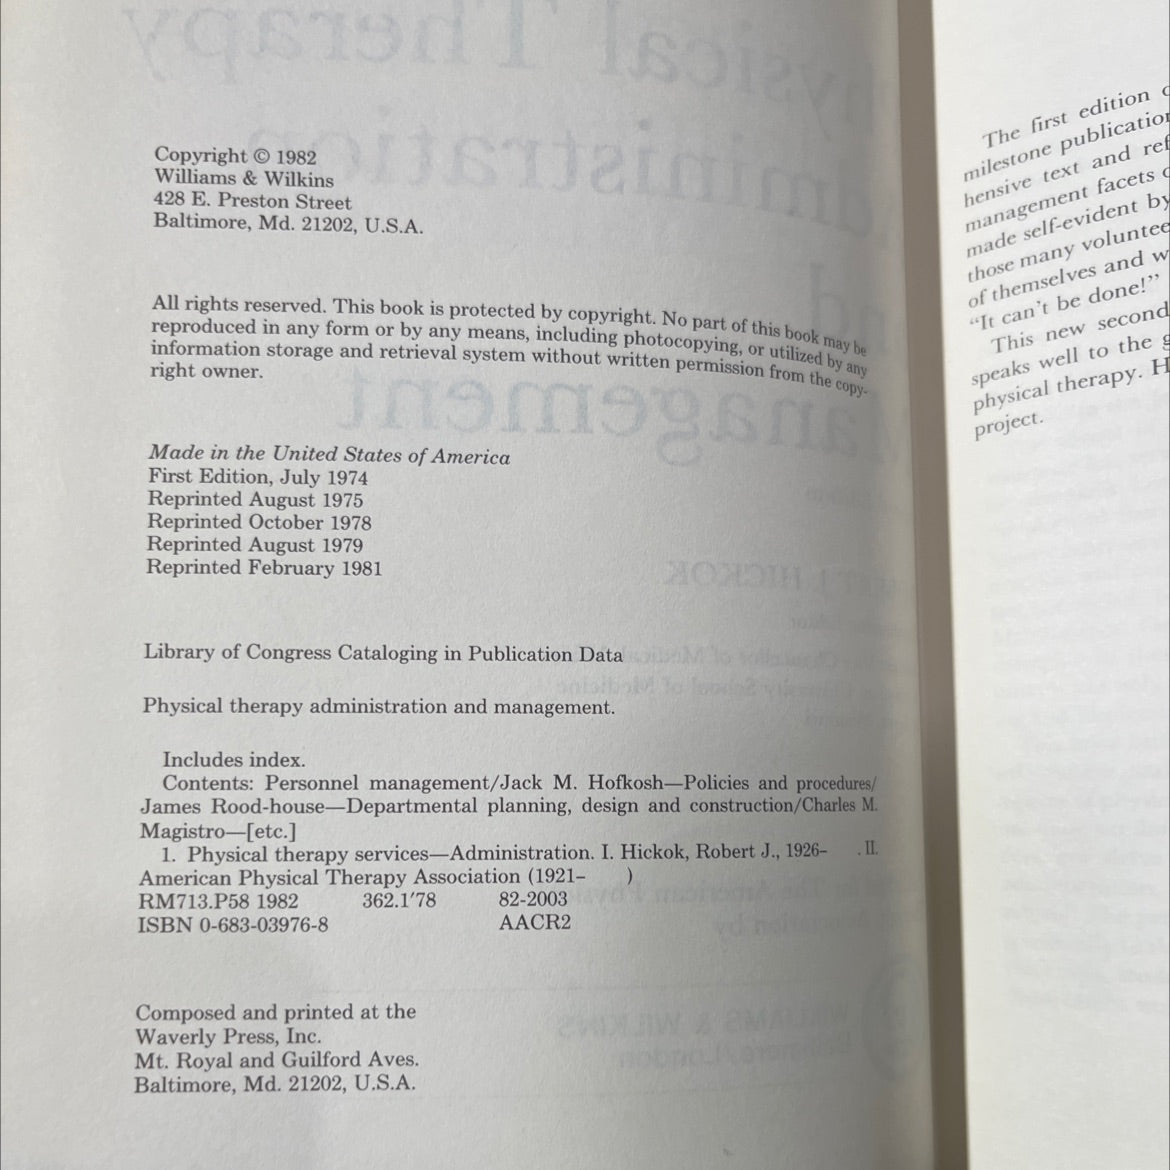 Copyright © 1982
Williams & Wilkins
428 E. Preston Street
Baltimore, Md. 21202, U.S.A.
All rights reserved. This book is protected by copyright. No part of this book may be
reproduced in any form or by any means, including photocopying, or utilized by any
information storage and retrieval system without written permission from the copy-
right owner.
Made in the United States of America
First Edition, July 1974
Reprinted August 1975
Reprinted October 1978
Reprinted August 1979
Reprinted February 1981
Library of Congress Cataloging in Publication Data
Physical therapy administration and management.
Includes index.
Contents: Personnel management/Jack M. Hofkosh—Policies and procedures/
James Rood-house—Departmental planning, design and construction/Charles M.
Magistro—[etc.]
1. Physical therapy services—Administration. I. Hickok, Robert J., 1926– . II.
American Physical Therapy Association (1921– )
RM713.P58 1982 362.1'78 82-2003
ISBN 0-683-03976-8 AACR2
Composed and printed at the
Waverly Press, Inc.
Mt. Royal and Guilford Aves.
Baltimore, Md. 21202, U.S.A.
The first edition
milestone publication
hensive text and
management facets
made self-evident by
those many
of themselves and
"It can't be done!"
This new second
speaks well to the
physical therapy.
project.